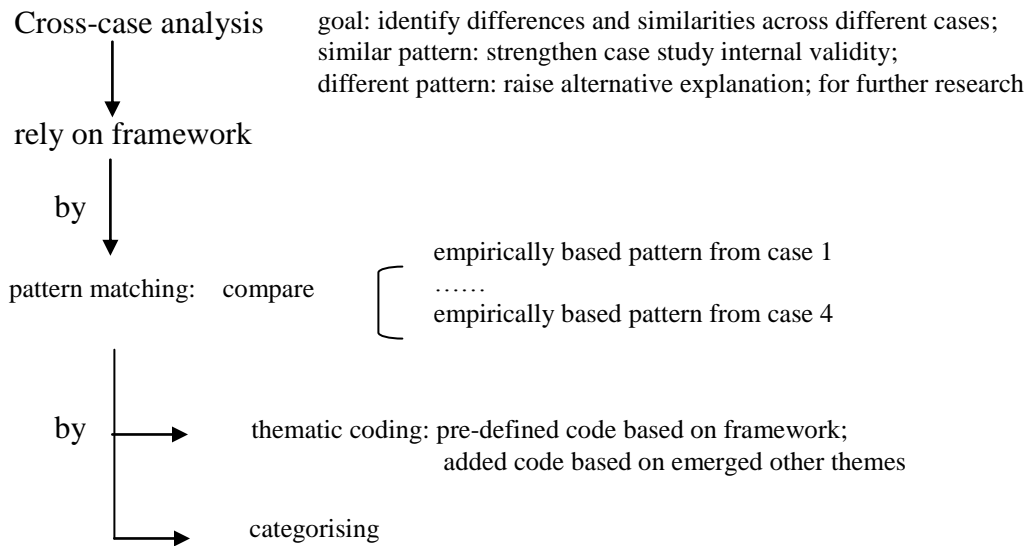 Cross-case analysis
goal: identify differences and similarities across different cases;
similar pattern: strengthen case study internal validity;
different pattern: raise alternative explanation; for further research
rely on framework
by
pattern matching: compare
empirically based pattern from case 1
……
empirically based pattern from case 4
by
thematic coding: pre-defined code based on framework;
added code based on emerged other themes
categorising